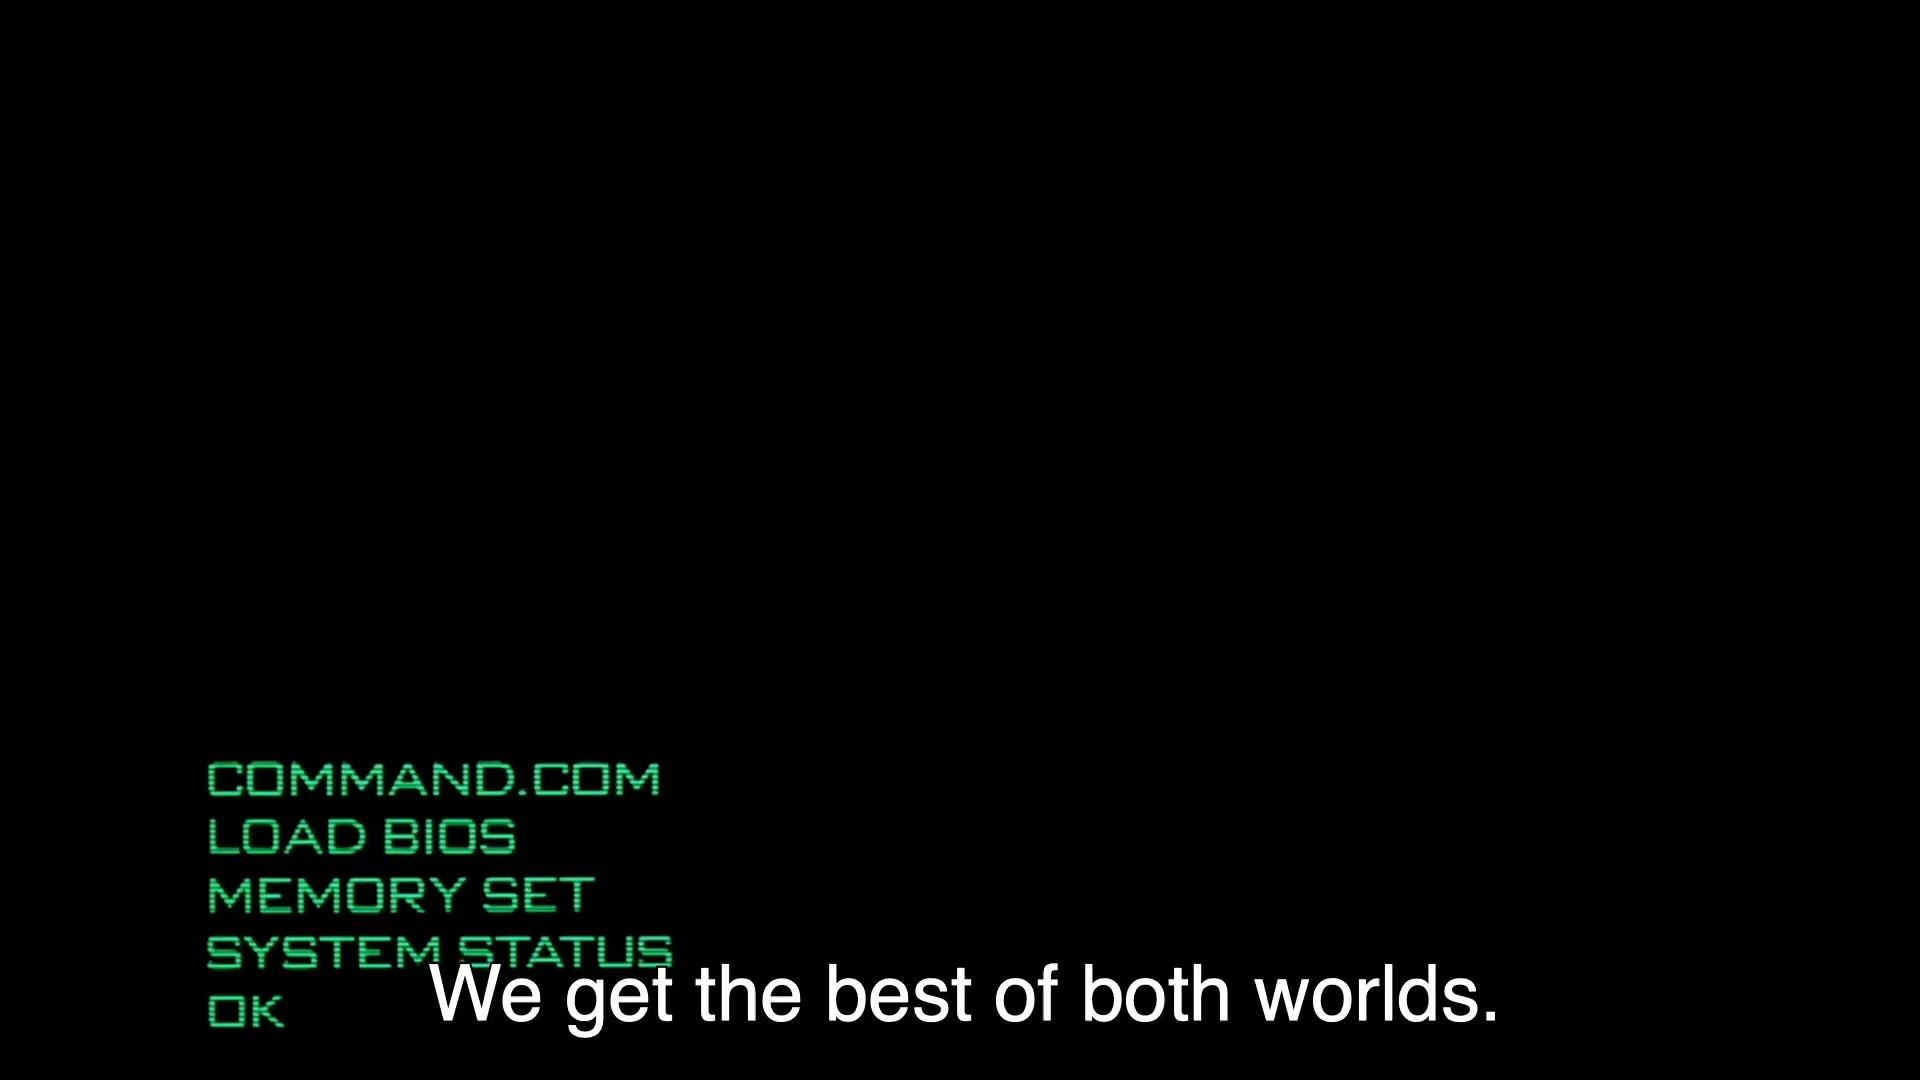 COMMAND.COM
LOAD BIOS
MEMORY SET
SYSTEM STATUS
OK
We get the best of both worlds.